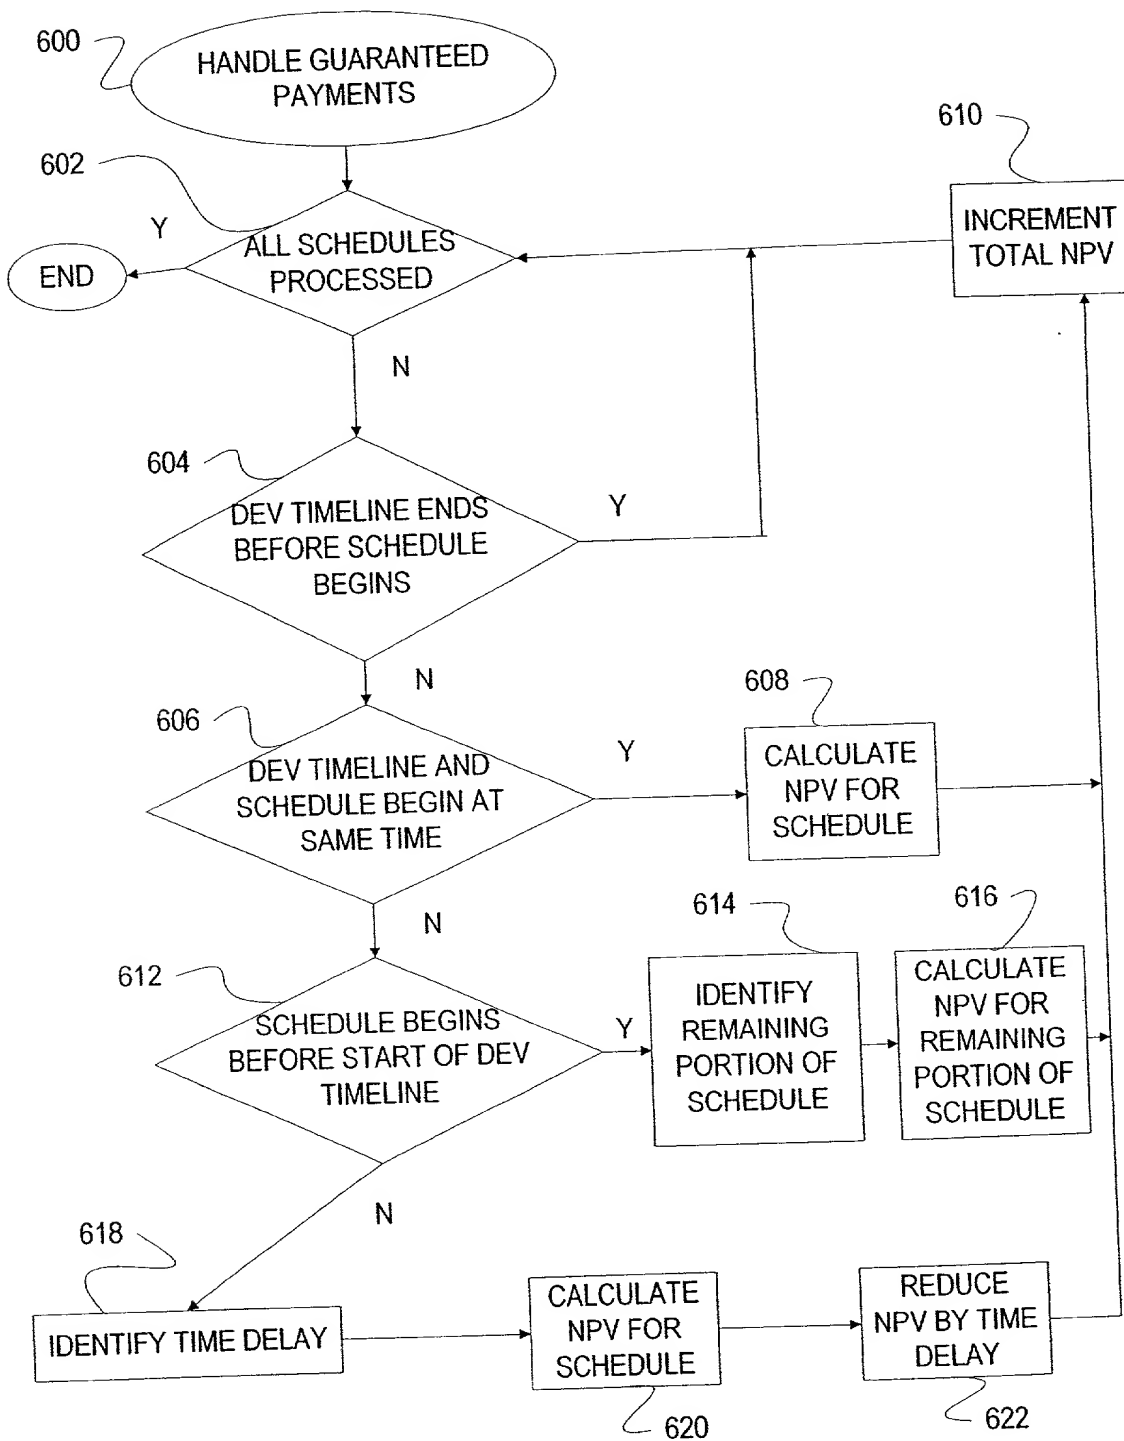 600
HANDLE GUARANTEED
PAYMENTS
610
602
Y
ALL SCHEDULES
PROCESSED
END
INCREMENT
TOTAL NPV
N
604
DEV TIMELINE ENDS
BEFORE SCHEDULE
BEGINS
Y
N
606
DEV TIMELINE AND
SCHEDULE BEGIN AT
SAME TIME
Y
608
CALCULATE
NPV FOR
SCHEDULE
N
612
SCHEDULE BEGINS
BEFORE START OF DEV
TIMELINE
Y
614
IDENTIFY
REMAINING
PORTION OF
SCHEDULE
616
CALCULATE
NPV FOR
REMAINING
PORTION OF
SCHEDULE
N
618
IDENTIFY TIME DELAY
CALCULATE
NPV FOR
SCHEDULE
620
REDUCE
NPV BY TIME
DELAY
622